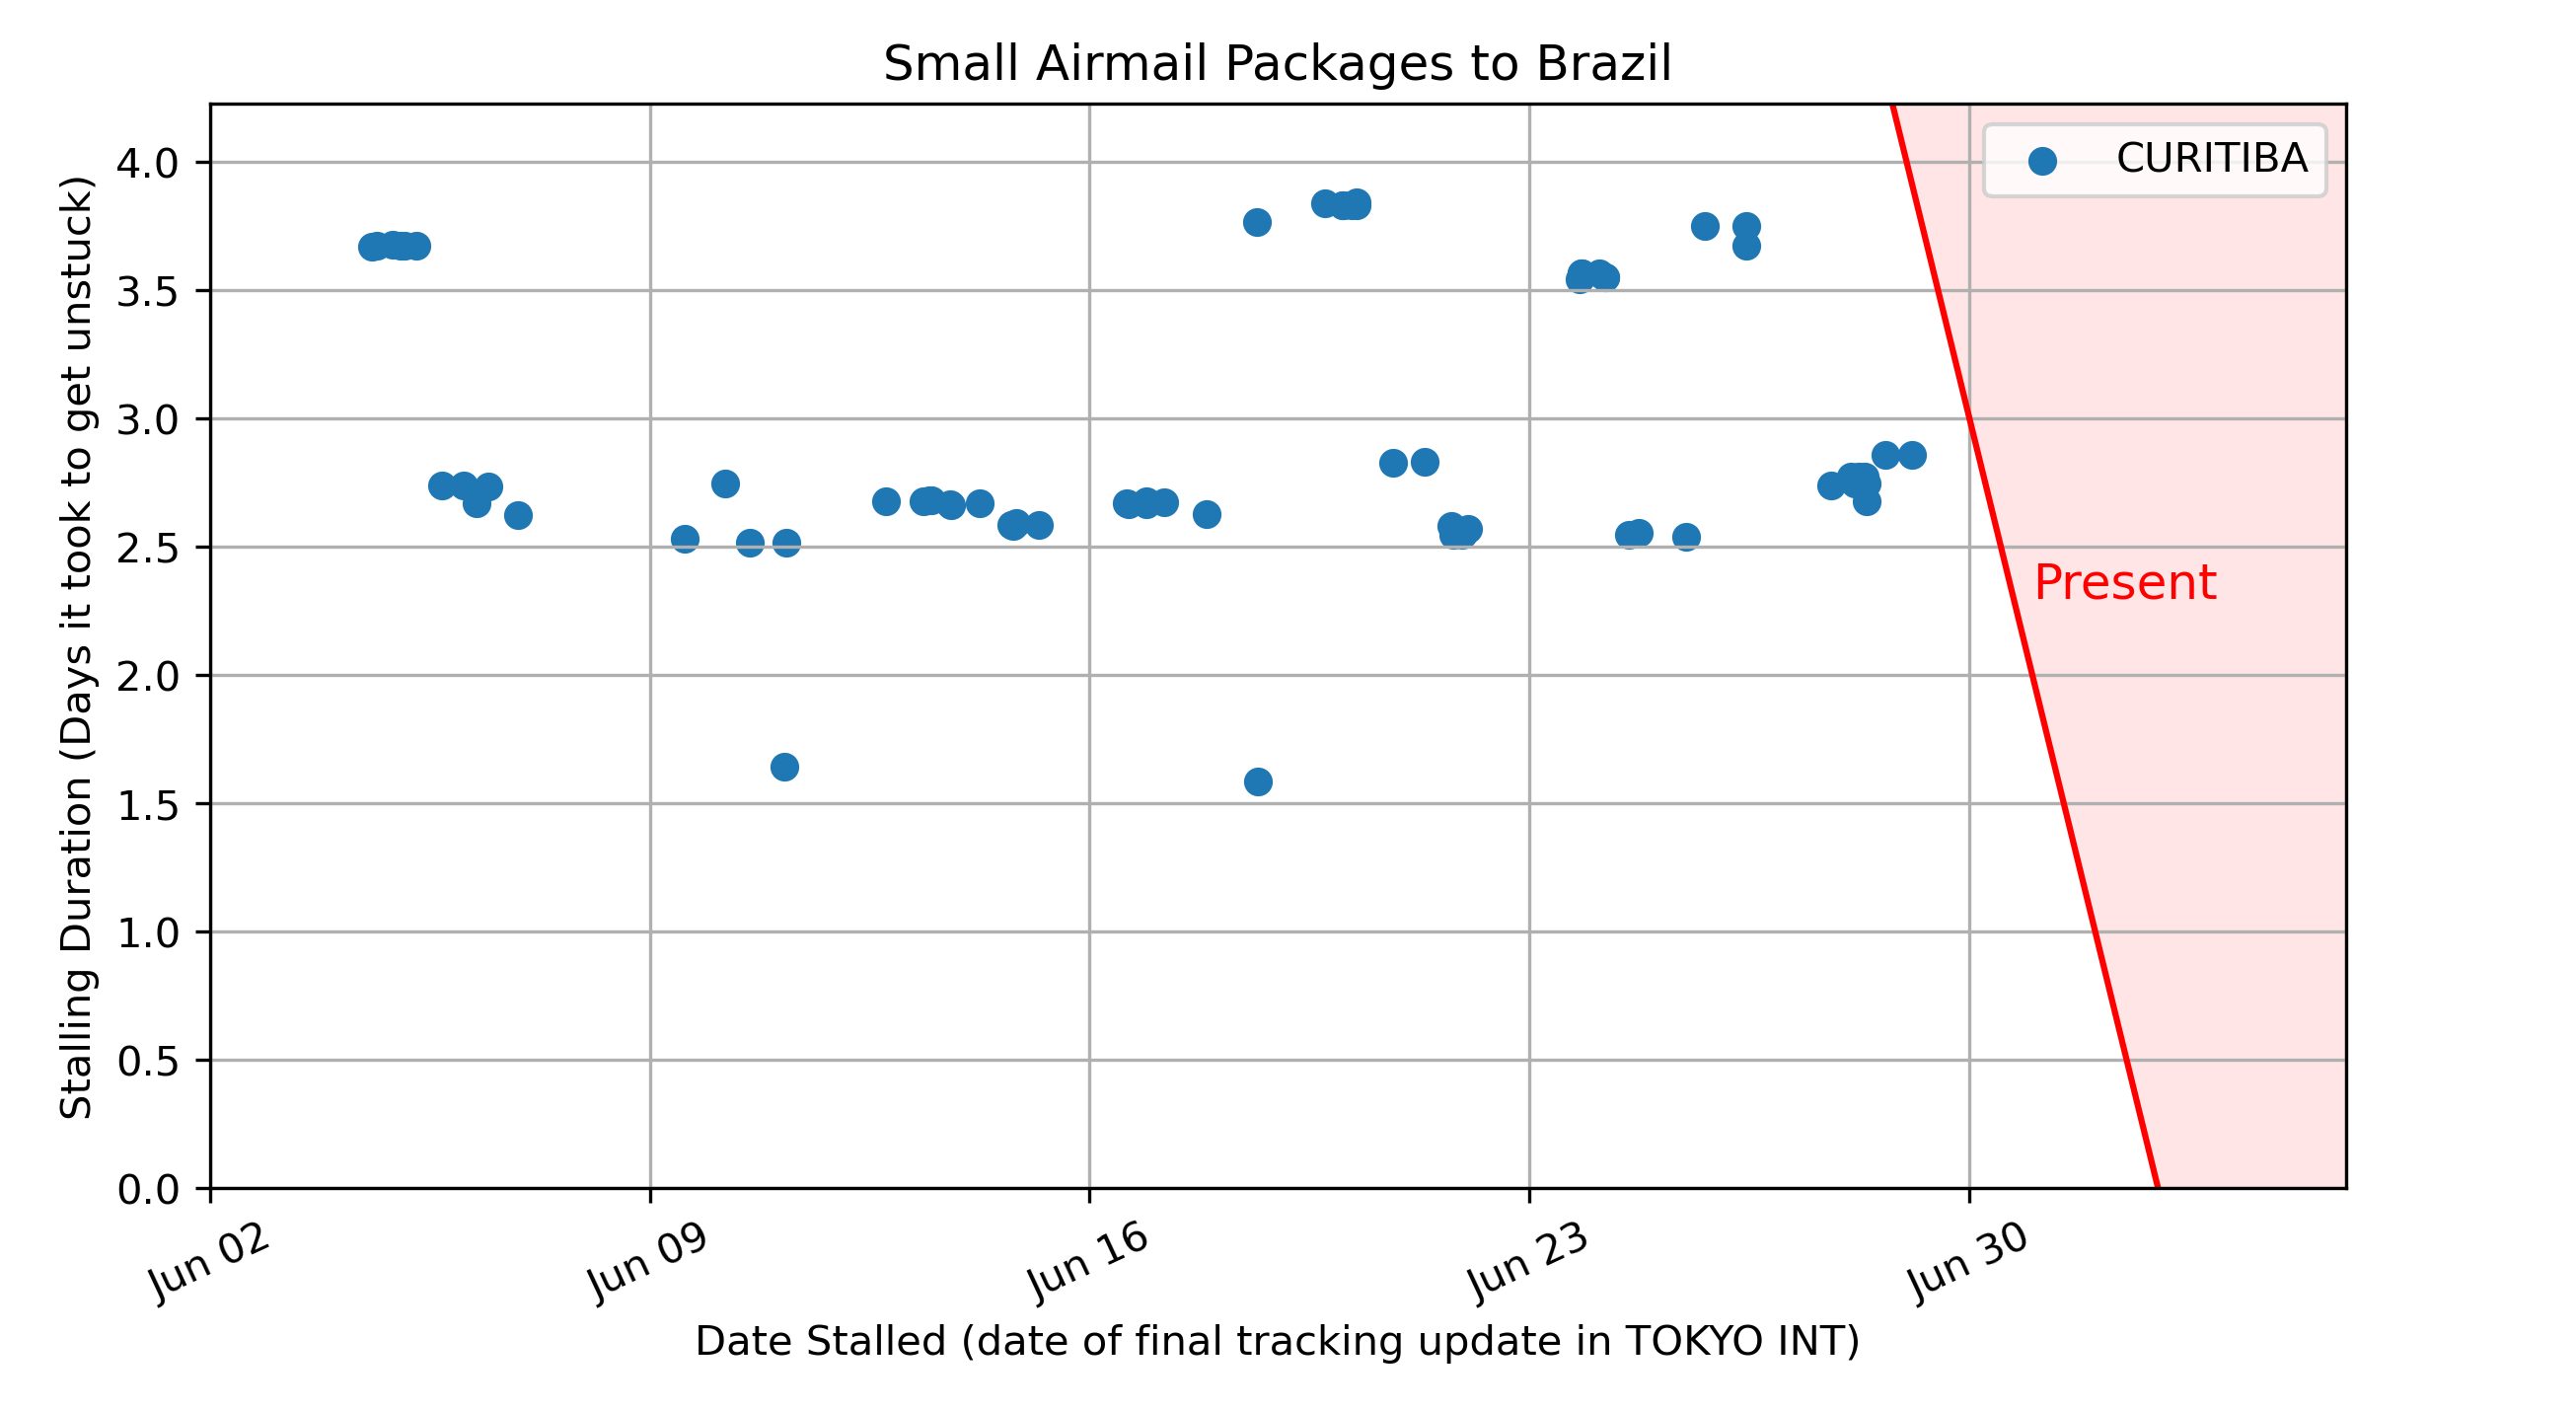 Small Airmail Packages to Brazil
CURITIBA
4.0
3.5
3.0
2.5
2.0
1.5
1.0
0.5
0.0
Stalling Duration (Days it took to get unstuck)
Present
Jun 02
Jun 09
Jun 16
Jun 23
Jun 30
Date Stalled (date of final tracking update in TOKYO INT)